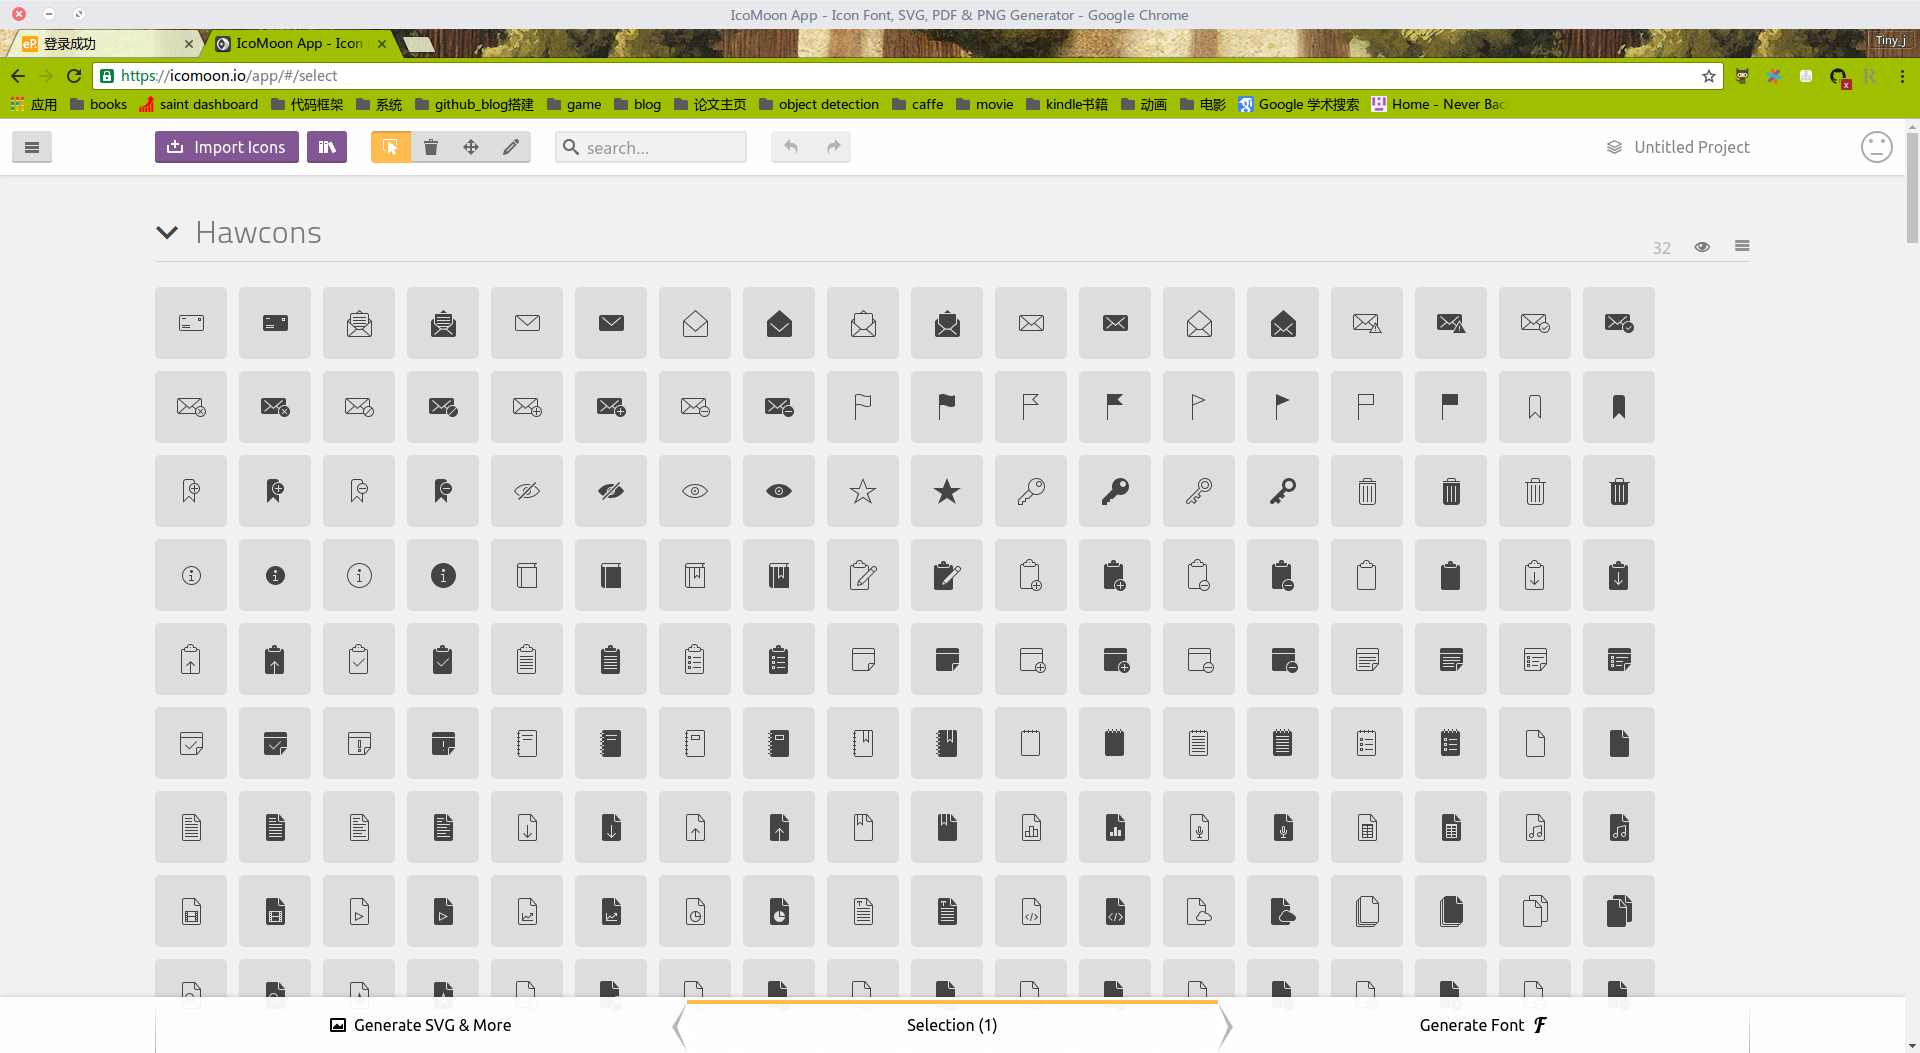 IcoMoon App - Icon Font, SVG, PDF & PNG Generator - Google Chrome
登录成功
IcoMoon App - Icon
Tiny_j
https://icomoon.io/app/#/select
应用 books saint dashboard 代码框架 系统 github_blog搭建 game blog 论文主页 object detection caffe movie kindle书籍 动画 电影 Google 学术搜索 Home - Never Bac
Import Icons
search...
Untitled Project
Hawcons
32
Generate SVG & More
Selection (1)
Generate Font